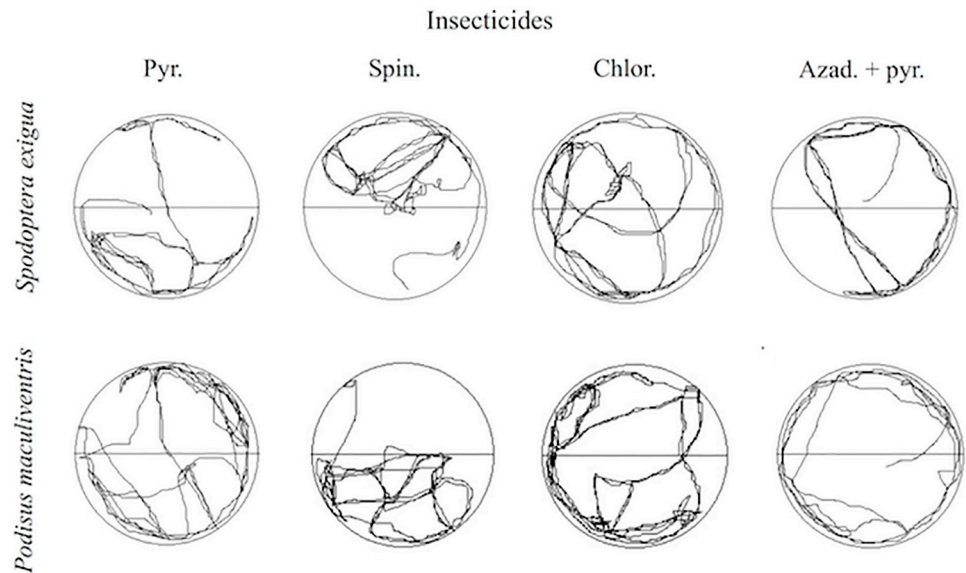 Insecticides
Pyr. Spin. Chlor. Azad. + pyr.
Spodoptera exigua
Podisus maculiventris